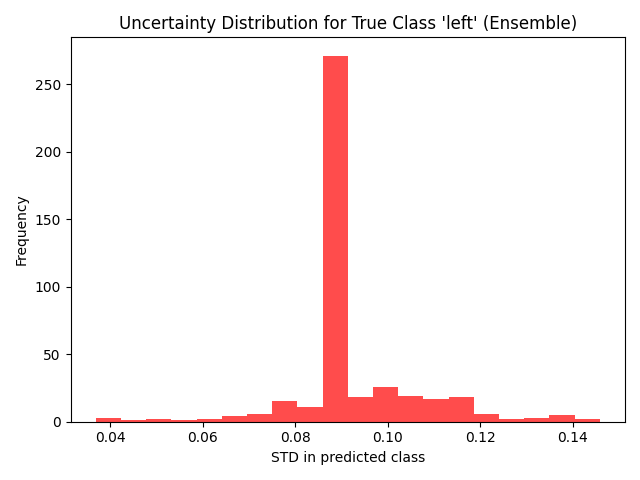 Uncertainty Distribution for True Class 'left' (Ensemble)
250
200
150
100
50
0
Frequency
0.04 0.06 0.08 0.10 0.12 0.14
STD in predicted class